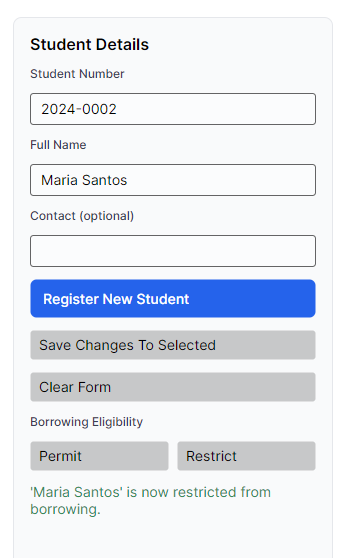 Student Details
Student Number
2024-0002
Full Name
Maria Santos
Contact (optional)
Register New Student
Save Changes To Selected
Clear Form
Borrowing Eligibility
Permit Restrict
'Maria Santos' is now restricted from
borrowing.